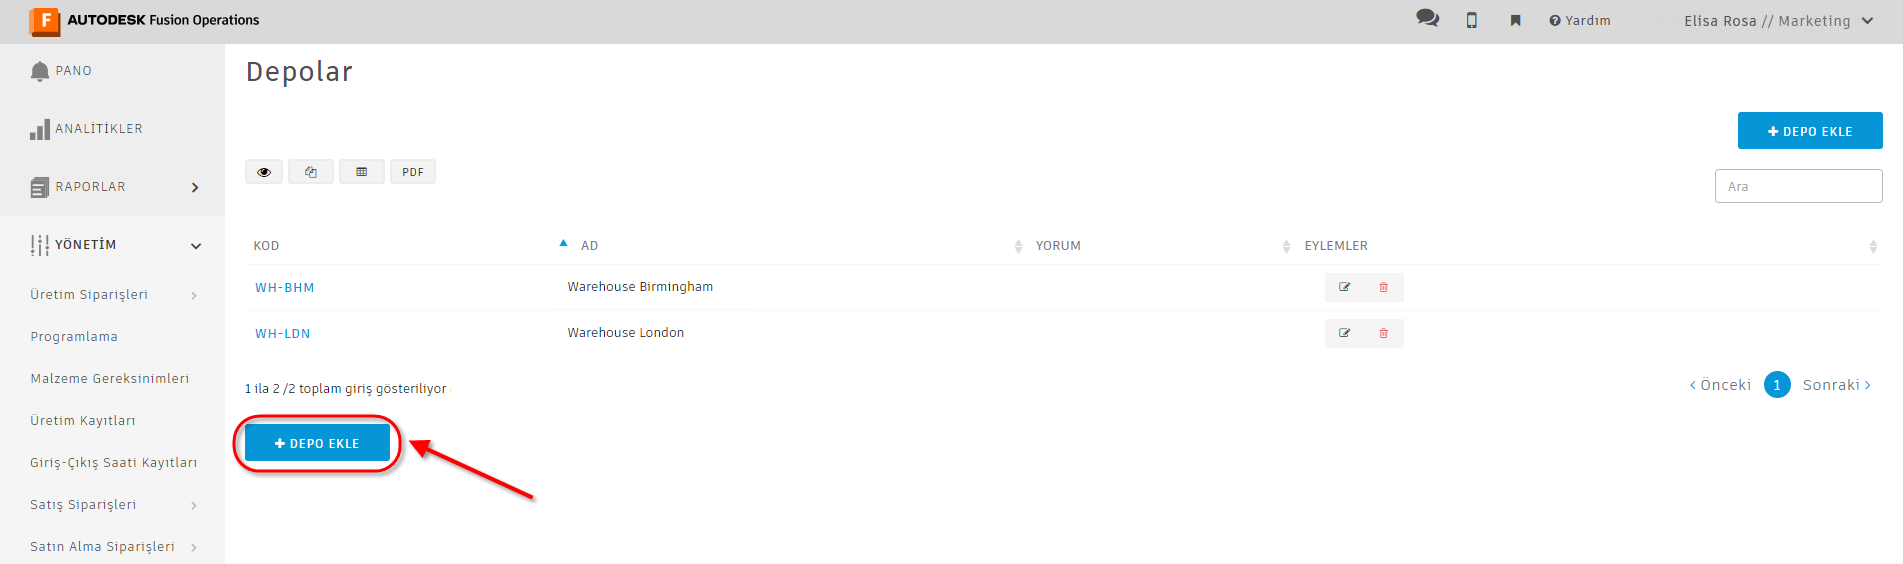 F AUTODESK Fusion Operations
Yardım
Elisa Rosa // Marketing
PANO
ANALİTİKLER
RAPORLAR
YÖNETİM
Üretim Siparişleri
Programlama
Malzeme Gereksinimleri
Üretim Kayıtları
Giriş-Çıkış Saati Kayıtları
Satış Siparişleri
Satın Alma Siparişleri
Depolar
+ DEPO EKLE
PDF
Ara
KOD AD YORUM EYLEMLER
WH-BHM Warehouse Birmingham
WH-LDN Warehouse London
1 ila 2 /2 toplam giriş gösteriliyor
‹ Önceki 1 Sonraki ›
+ DEPO EKLE